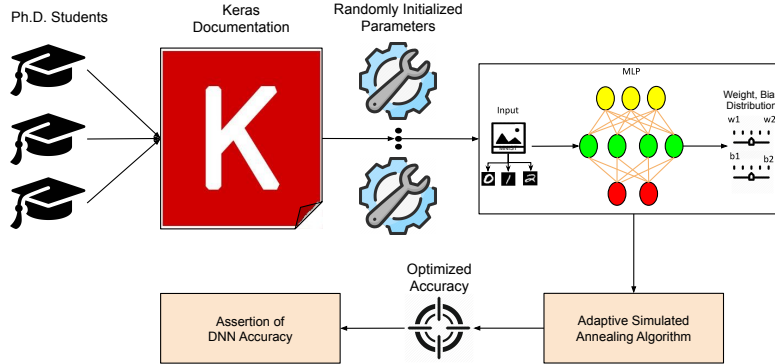 Ph.D. Students
Keras
Documentation
Randomly Initialized
Parameters
K
MLP
Input
Weight, Bia
Distribution
w1 w2
b1 b2
Optimized
Accuracy
Assertion of
DNN Accuracy
Adaptive Simulated
Annealing Algorithm